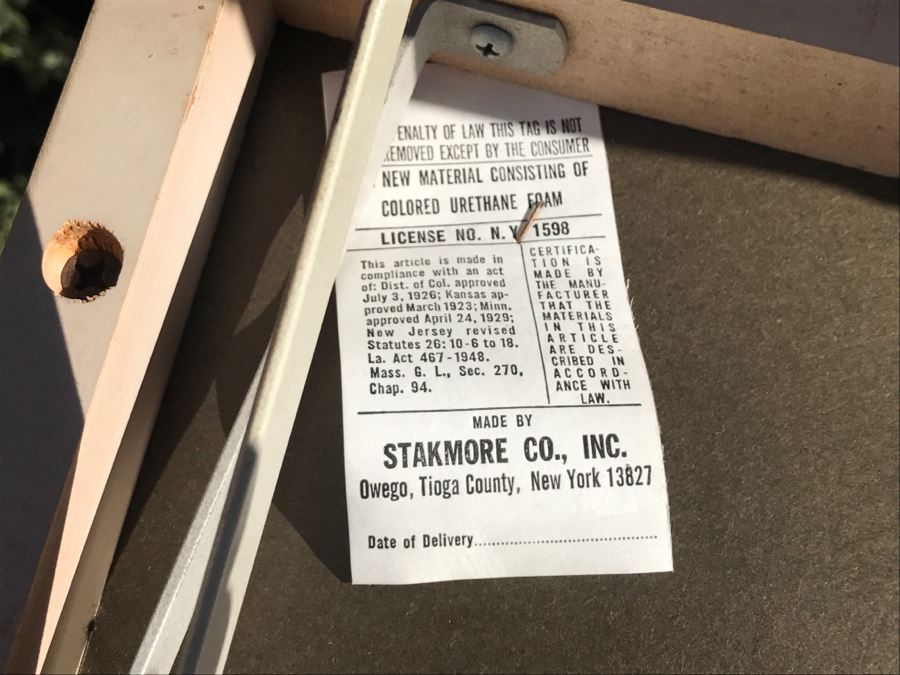 ENALTY OF LAW THIS TAG IS NOT
EMOVED EXCEPT BY THE CONSUMER
NEW MATERIAL CONSISTING OF
COLORED URETHANE FOAM
LICENSE NO. N.Y. 1598
This article is made in
compliance with an act
of: Dist. of Col. approved
July 3, 1926; Kansas ap-
proved March 1923; Minn.
approved April 24, 1929;
New Jersey revised
Statutes 26: 10-6 to 18.
La. Act 467-1948.
Mass. G. L., Sec. 270,
Chap. 94.
CERTIFICA-
TION IS
MADE BY
THE MANU-
FACTURER
THAT THE
MATERIALS
IN THIS
ARTICLE
ARE DES-
CRIBED IN
ACCORD-
ANCE WITH
LAW.
MADE BY
STAKMORE CO., INC.
Owego, Tioga County, New York 13827
Date of Delivery........................................